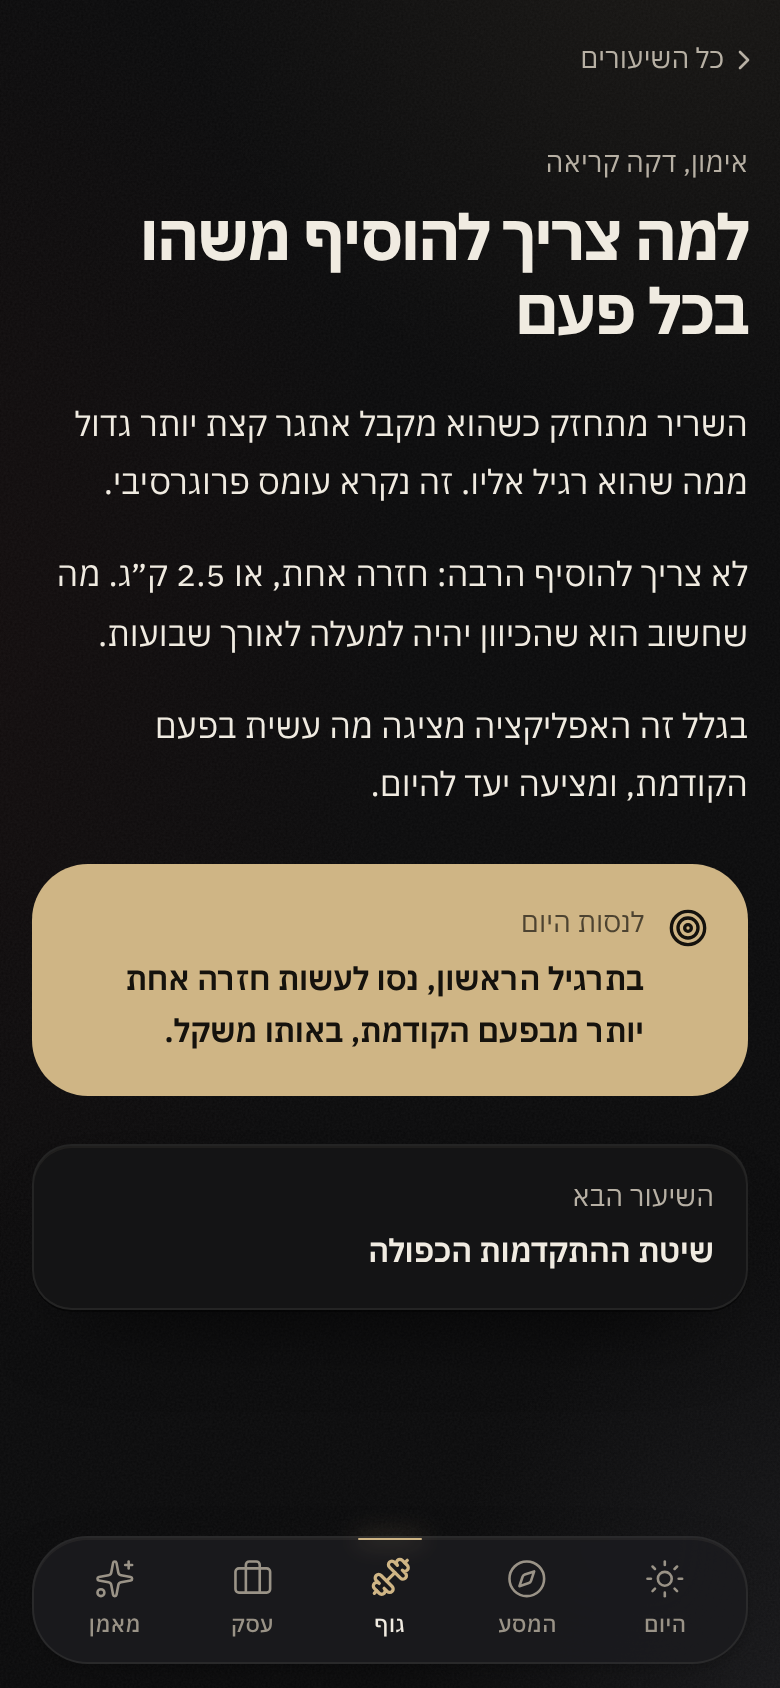 כל השיעורים
אימון, דקה קריאה
למה צריך להוסיף משהו
בכל פעם
השריר מתחזק כשהוא מקבל אתגר קצת יותר גדול
ממה שהוא רגיל אליו. זה נקרא עומס פרוגרסיבי.
לא צריך להוסיף הרבה: חזרה אחת, או 2.5 ק״ג. מה
שחשוב הוא שהכיוון יהיה למעלה לאורך שבועות.
בגלל זה האפליקציה מציגה מה עשית בפעם
הקודמת, ומציעה יעד להיום.
לנסות היום
בתרגיל הראשון, נסו לעשות חזרה אחת
יותר מבפעם הקודמת, באותו משקל.
השיעור הבא
שיטת ההתקדמות הכפולה
היום
המסע
גוף
עסק
מאמן